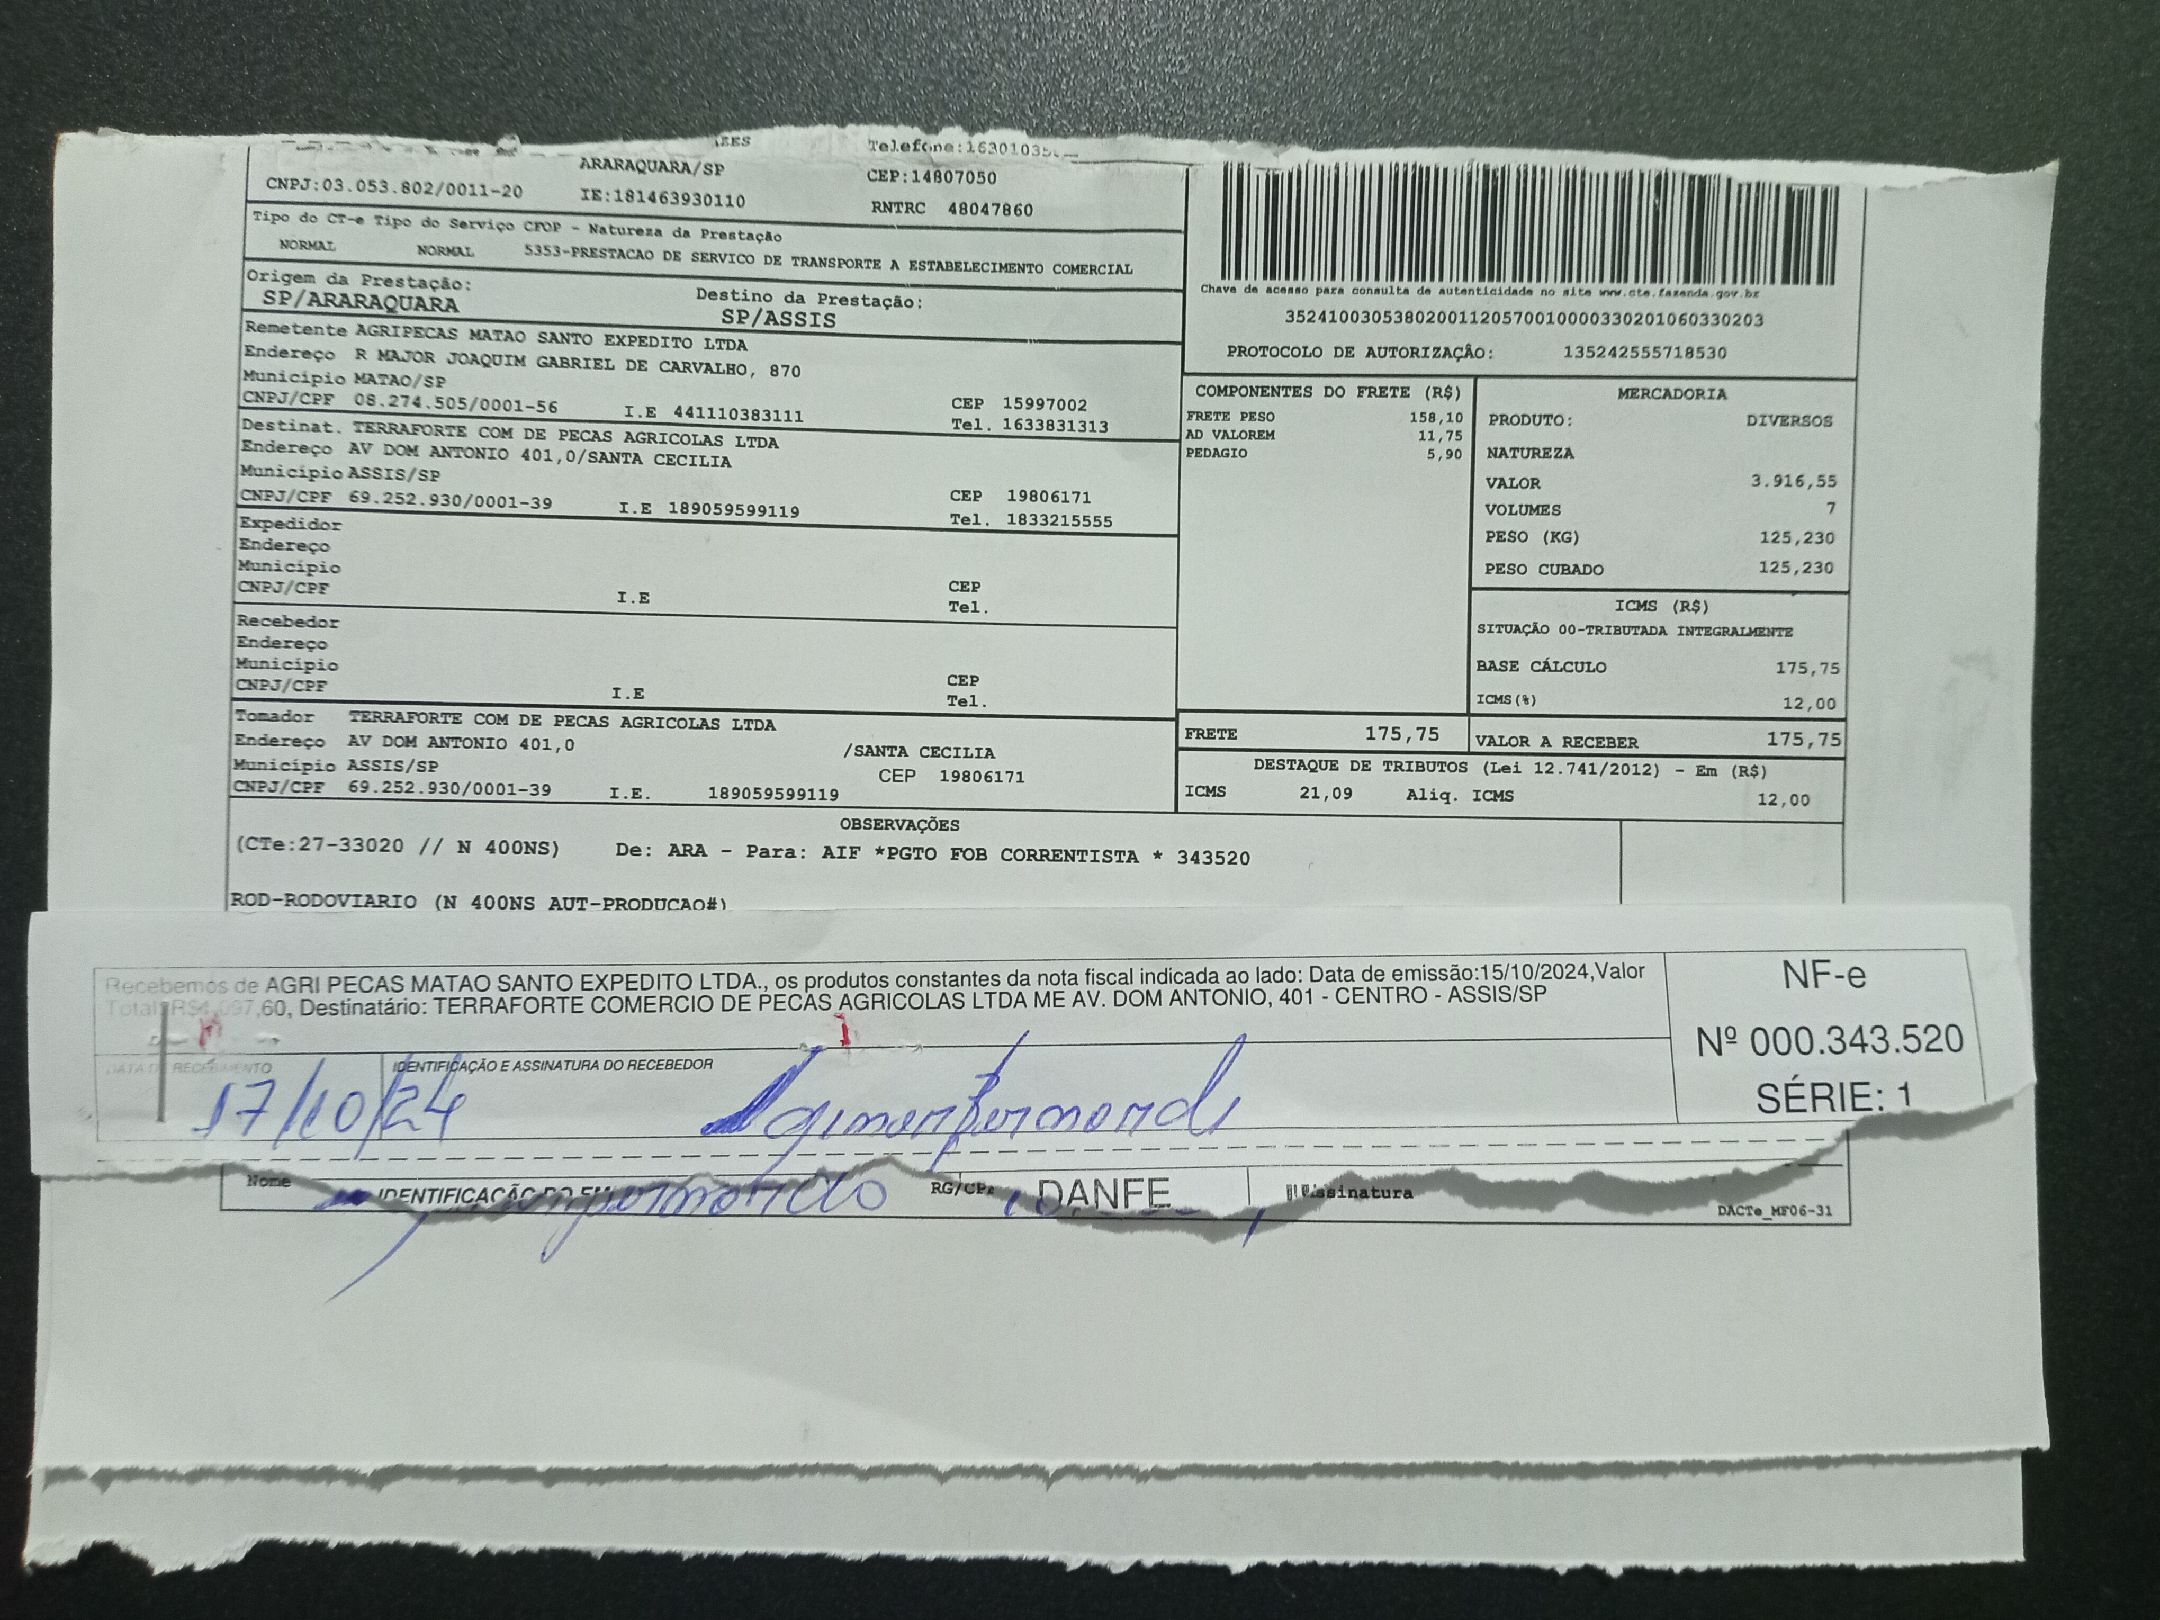 ARARAQUARA/SP
CEP:14807050
CNPJ:03.053.802/0011-20 IE:181463930110 RNTRC 48047860
Tipo do CT-e Tipo do Serviço CFOP - Natureza da Prestação
NORMAL NORMAL 5353-PRESTACAO DE SERVICO DE TRANSPORTE A ESTABELECIMENTO COMERCIAL
Origem da Prestação: Destino da Prestação:
SP/ARARAQUARA SP/ASSIS
Remetente AGRIPECAS MATAO SANTO EXPEDITO LTDA
Endereço R MAJOR JOAQUIM GABRIEL DE CARVALHO, 870
Município MATAO/SP CEP 15997002
CNPJ/CPF 08.274.505/0001-56 I.E 441110383111 Tel. 1633831313
Destinat. TERRAFORTE COM DE PECAS AGRICOLAS LTDA
Endereço AV DOM ANTONIO 401,0/SANTA CECILIA
Município ASSIS/SP CEP 19806171
CNPJ/CPF 69.252.930/0001-39 I.E 189059599119 Tel. 1833215555
Expedidor
Endereço
Município CEP
CNPJ/CPF I.E Tel.
Recebedor
Endereço
Município CEP
CNPJ/CPF I.E Tel.
Tomador TERRAFORTE COM DE PECAS AGRICOLAS LTDA
Endereço AV DOM ANTONIO 401,0 /SANTA CECILIA
Município ASSIS/SP CEP 19806171
CNPJ/CPF 69.252.930/0001-39 I.E. 189059599119
Chave de acesso para consulta de autenticidade no site www.cte.fazenda.gov.br
35241003053802001120570010000330201060330203
PROTOCOLO DE AUTORIZAÇÃO: 135242555718530
COMPONENTES DO FRETE (R$)
FRETE PESO 158,10
AD VALOREM 11,75
PEDAGIO 5,90
MERCADORIA
PRODUTO: DIVERSOS
NATUREZA
VALOR 3.916,55
VOLUMES 7
PESO (KG) 125,230
PESO CUBADO 125,230
ICMS (R$)
SITUAÇÃO 00-TRIBUTADA INTEGRALMENTE
BASE CÁLCULO 175,75
ICMS(%) 12,00
FRETE 175,75 VALOR A RECEBER 175,75
DESTAQUE DE TRIBUTOS (Lei 12.741/2012) - Em (R$)
ICMS 21,09 Aliq. ICMS 12,00
OBSERVAÇÕES
(CTe:27-33020 // N 400NS) De: ARA - Para: AIF *PGTO FOB CORRENTISTA * 343520
ROD-RODOVIARIO (N 400NS AUT-PRODUCAO#)
Recebemos de AGRI PECAS MATAO SANTO EXPEDITO LTDA., os produtos constantes da nota fiscal indicada ao lado: Data de emissão:15/10/2024,Valor
Total: 60, Destinatário: TERRAFORTE COMERCIO DE PECAS AGRICOLAS LTDA ME AV. DOM ANTONIO, 401 - CENTRO - ASSIS/SP
DATA DE RECEBIMENTO IDENTIFICAÇÃO E ASSINATURA DO RECEBEDOR
17/10/24
NF-e
Nº 000.343.520
SÉRIE: 1
Nome IDENTIFICAÇÃO DO RG/CPF DANFE Assinatura
DACTe_MF06-31